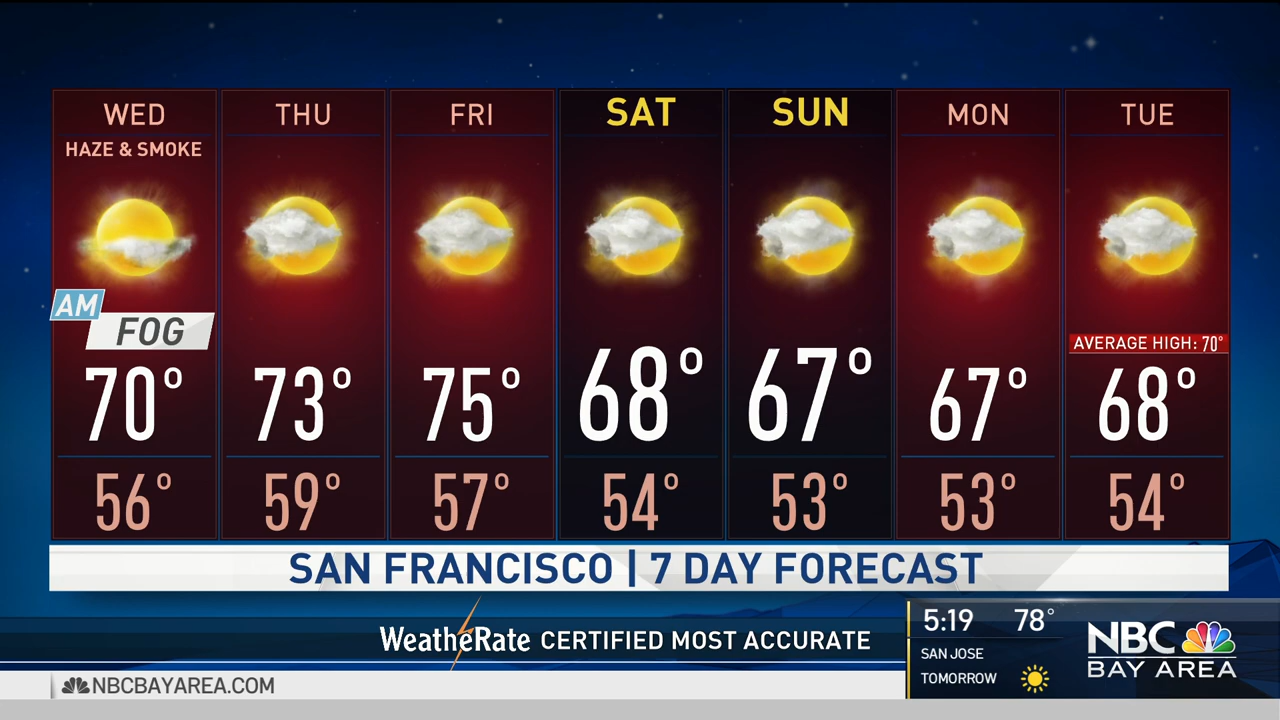 WED
HAZE & SMOKE
AM
FOG
70°
56°
THU
73°
59°
FRI
75°
57°
SAT
68°
54°
SUN
67°
53°
MON
67°
53°
TUE
AVERAGE HIGH: 70°
68°
54°
SAN FRANCISCO | 7 DAY FORECAST
WeatheRate CERTIFIED MOST ACCURATE
NBCBAYAREA.COM
5:19 78°
SAN JOSE
TOMORROW
NBC
BAY AREA